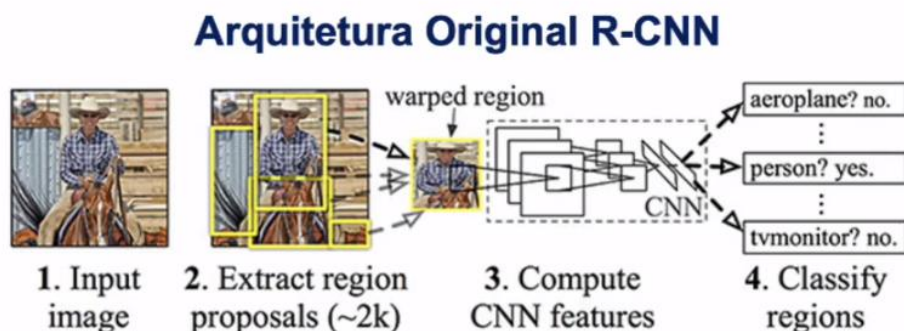 Arquitetura Original R-CNN
warped region
aeroplane? no.
person? yes.
CNN
tvmonitor? no.
1. Input
image
2. Extract region
proposals (~2k)
3. Compute
CNN features
4. Classify
regions